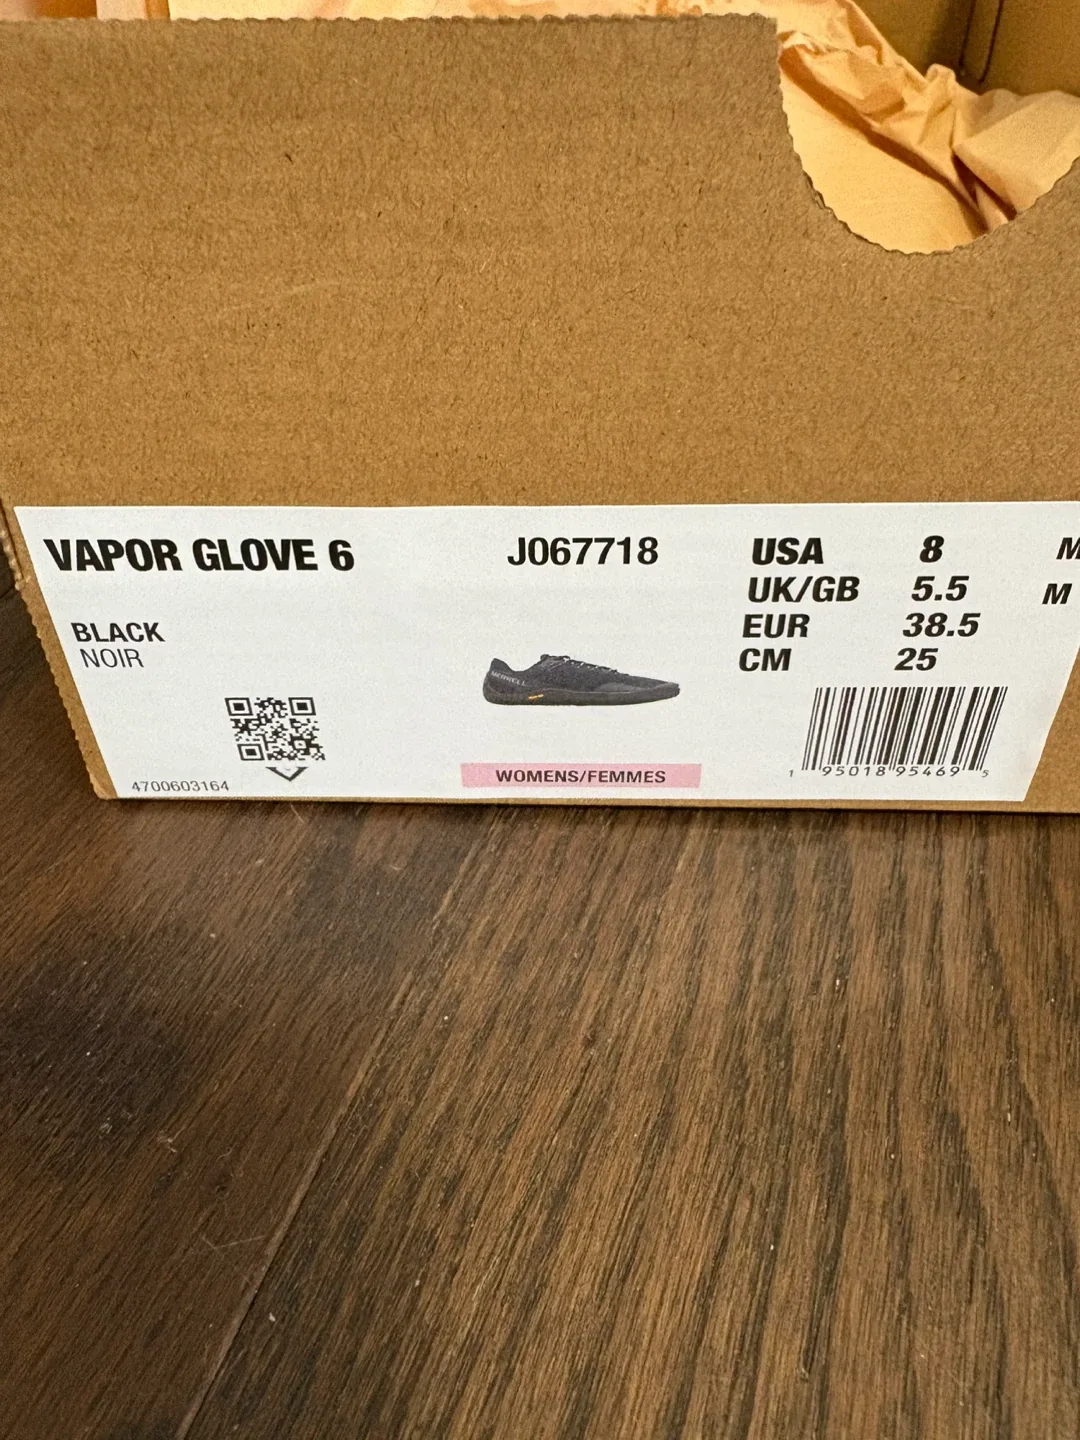 VAPOR GLOVE 6
J067718
BLACK
NOIR
4700603164
MERRELL
WOMENS/FEMMES
USA 8 M
UK/GB 5.5 M
EUR 38.5
CM 25
1 95018 95469 5